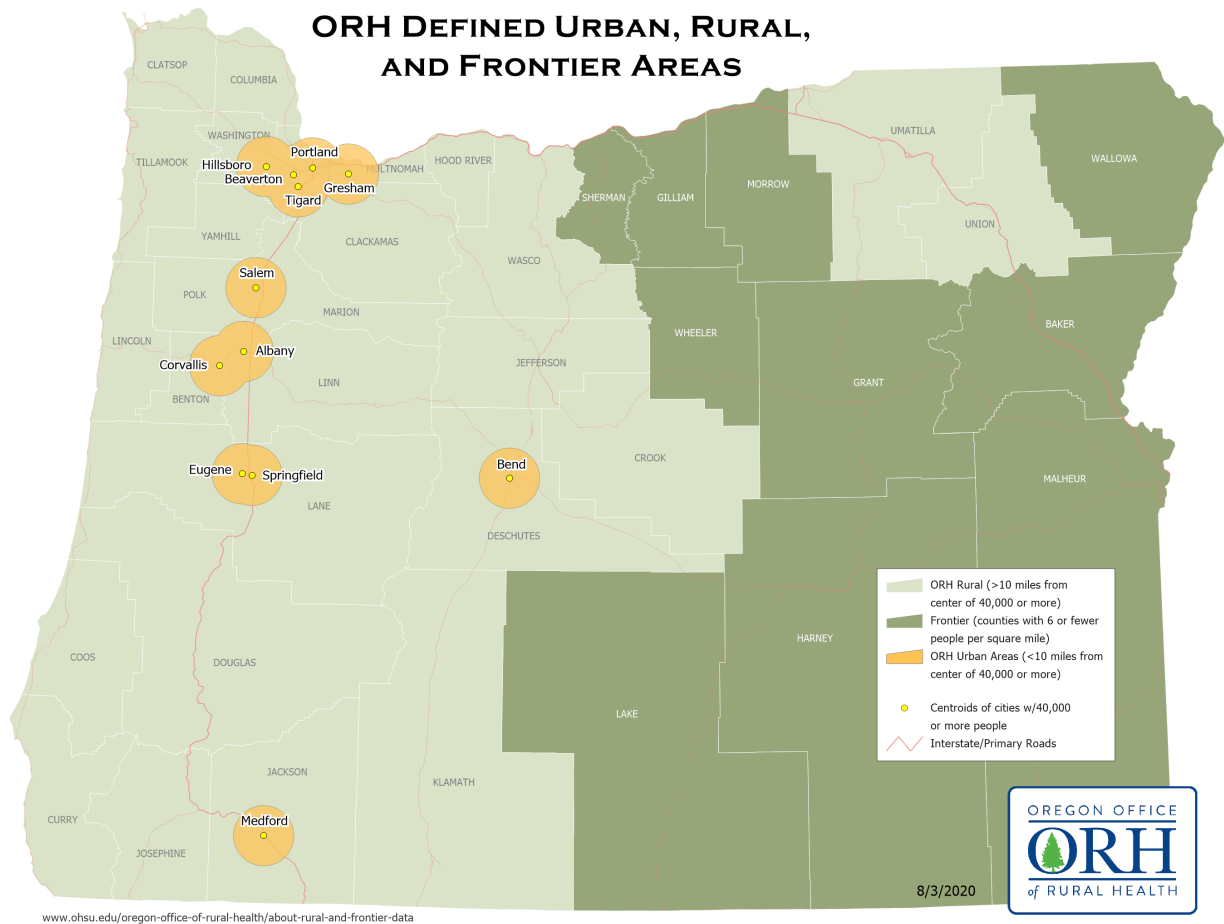 ORH Defined Urban, Rural,
and Frontier Areas
CLATSOP
COLUMBIA
WASHINGTON
TILLAMOOK
Hillsboro
Portland
Beaverton
Gresham
Tigard
MULTNOMAH
HOOD RIVER
SHERMAN
GILLIAM
MORROW
UMATILLA
WALLOWA
UNION
YAMHILL
CLACKAMAS
WASCO
Salem
POLK
MARION
LINCOLN
Albany
Corvallis
BENTON
LINN
JEFFERSON
WHEELER
BAKER
GRANT
Eugene
Springfield
LANE
Bend
CROOK
DESCHUTES
MALHEUR
COOS
DOUGLAS
HARNEY
LAKE
KLAMATH
JACKSON
Medford
CURRY
JOSEPHINE
ORH Rural (>10 miles from
center of 40,000 or more)
Frontier (counties with 6 or fewer
people per square mile)
ORH Urban Areas (<10 miles from
center of 40,000 or more)
Centroids of cities w/40,000
or more people
Interstate/Primary Roads
OREGON OFFICE
ORH
of RURAL HEALTH
8/3/2020
www.ohsu.edu/oregon-office-of-rural-health/about-rural-and-frontier-data